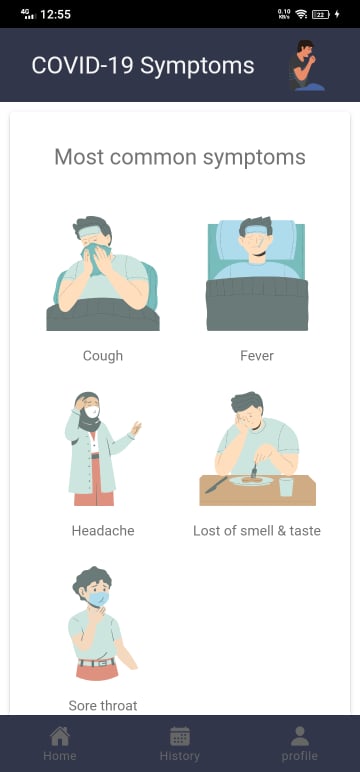 4G 12:55 0.10 KB/s 22
COVID-19 Symptoms
Most common symptoms
Cough Fever
Headache Lost of smell & taste
Sore throat
Home History profile